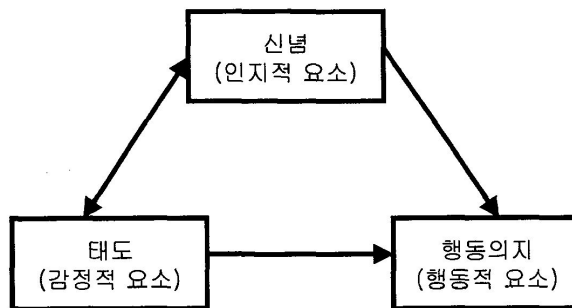 신념
(인지적 요소)
태도
(감정적 요소)
행동의지
(행동적 요소)